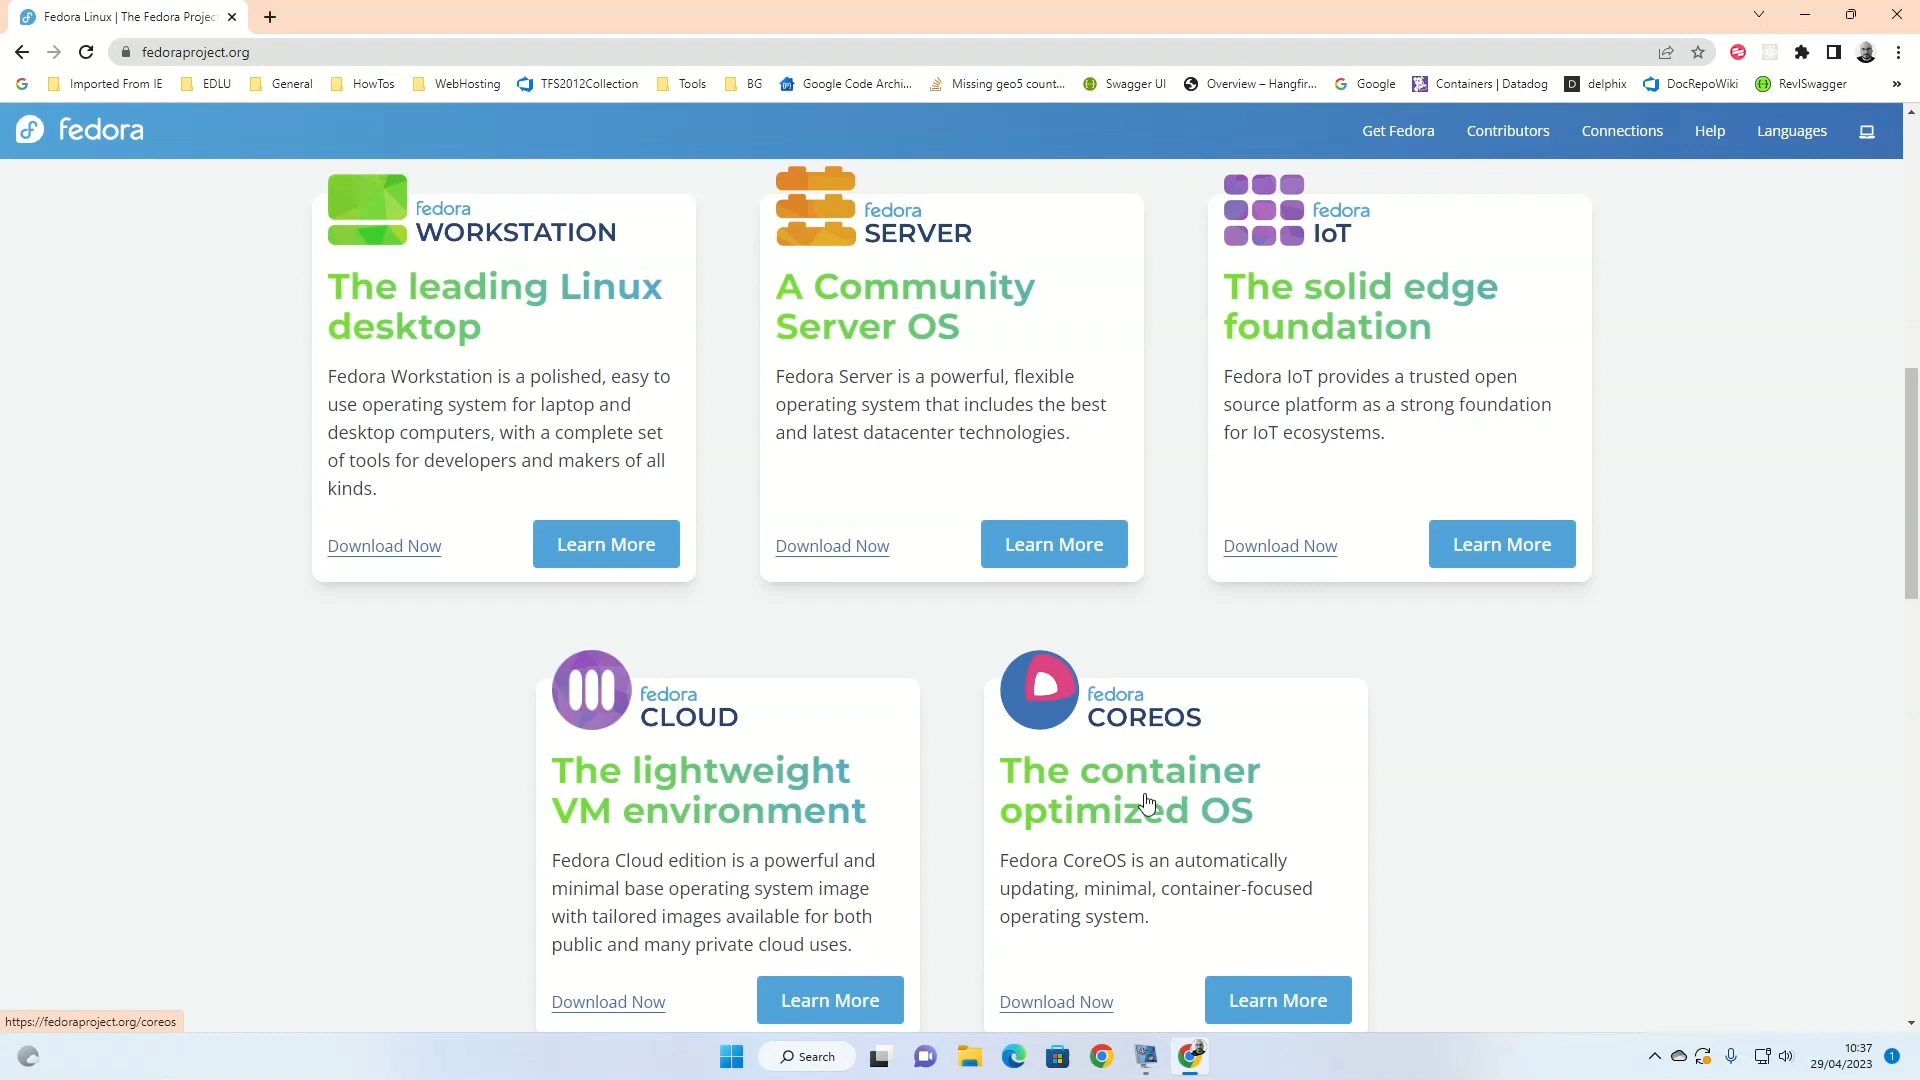 Fedora Linux | The Fedora Projec
fedoraproject.org
Imported From IE
EDLU
General
HowTos
WebHosting
TFS2012Collection
Tools
BG
Google Code Archi...
Missing geo5 count...
Swagger UI
Overview – Hangfir...
Google
Containers | Datadog
D delphix
DocRepoWiki
RevISwagger
»
fedora
Get Fedora
Contributors
Connections
Help
Languages
fedora
WORKSTATION
The leading Linux
desktop
Fedora Workstation is a polished, easy to
use operating system for laptop and
desktop computers, with a complete set
of tools for developers and makers of all
kinds.
Download Now
Learn More
fedora
SERVER
A Community
Server OS
Fedora Server is a powerful, flexible
operating system that includes the best
and latest datacenter technologies.
Download Now
Learn More
fedora
IoT
The solid edge
foundation
Fedora IoT provides a trusted open
source platform as a strong foundation
for IoT ecosystems.
Download Now
Learn More
fedora
CLOUD
The lightweight
VM environment
Fedora Cloud edition is a powerful and
minimal base operating system image
with tailored images available for both
public and many private cloud uses.
Download Now
Learn More
fedora
COREOS
The container
optimized OS
Fedora CoreOS is an automatically
updating, minimal, container-focused
operating system.
Download Now
Learn More
https://fedoraproject.org/coreos
Search
10:37
29/04/2023
1